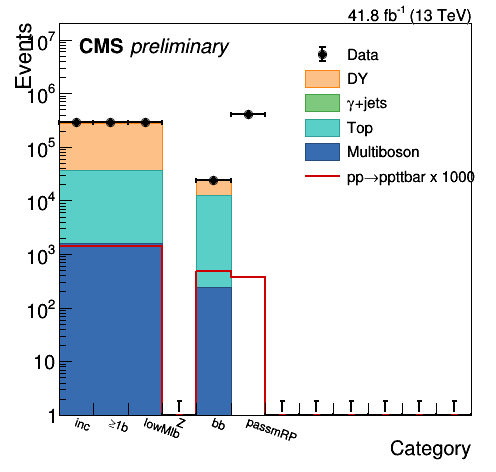 41.8 fb⁻¹ (13 TeV)
Events
CMS preliminary
Data
DY
γ+jets
Top
Multiboson
pp→ppttbar x 1000
10⁷
10⁶
10⁵
10⁴
10³
10²
10
1
inc ≥1b lowMlb Z bb passmRP
Category